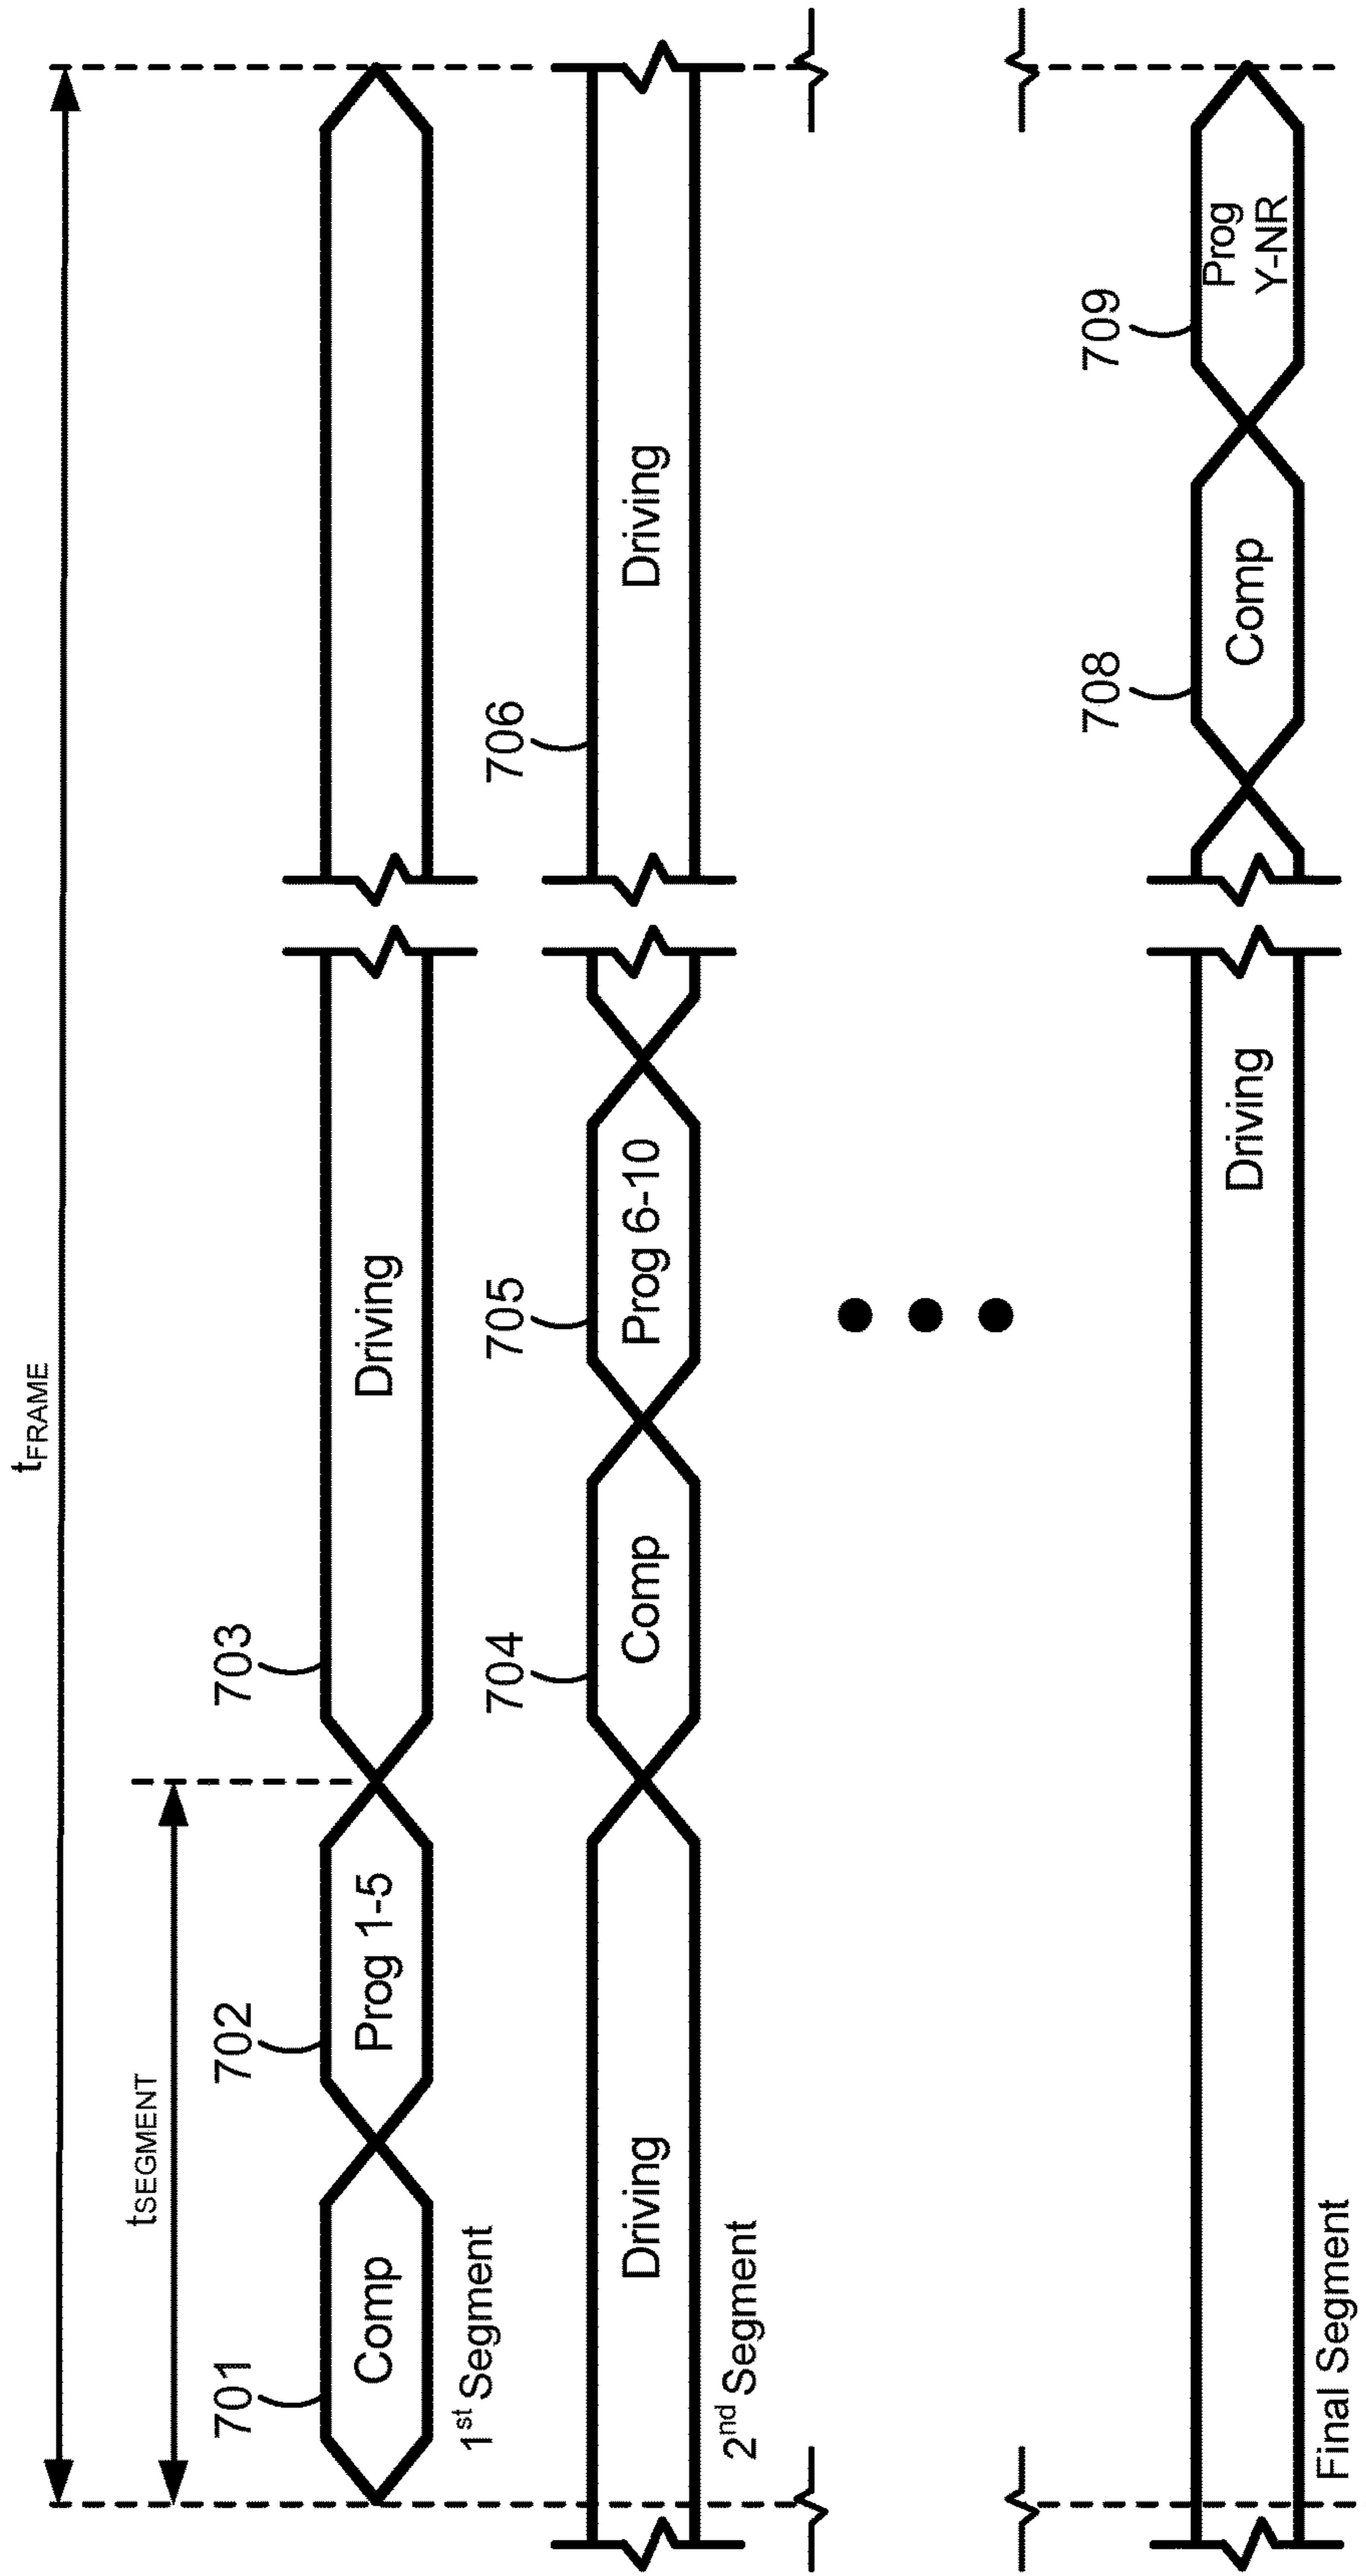 tFRAME
tSEGMENT
701
702
703
Comp
Prog 1-5
Driving
1st Segment
704
705
706
Driving
Comp
Prog 6-10
Driving
2nd Segment
708
709
Driving
Comp
Prog
Y-NR
Final Segment